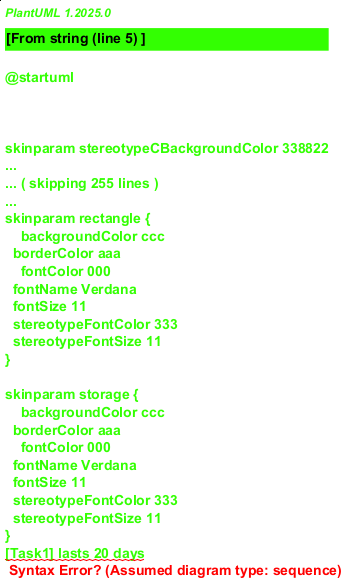 PlantUML 1.2025.0
[From string (line 5) ]
@startuml
skinparam stereotypeCBackgroundColor 338822
...
... ( skipping 255 lines )
...
skinparam rectangle {
backgroundColor ccc
borderColor aaa
fontColor 000
fontName Verdana
fontSize 11
stereotypeFontColor 333
stereotypeFontSize 11
}
skinparam storage {
backgroundColor ccc
borderColor aaa
fontColor 000
fontName Verdana
fontSize 11
stereotypeFontColor 333
stereotypeFontSize 11
}
[Task1] lasts 20 days
Syntax Error? (Assumed diagram type: sequence)